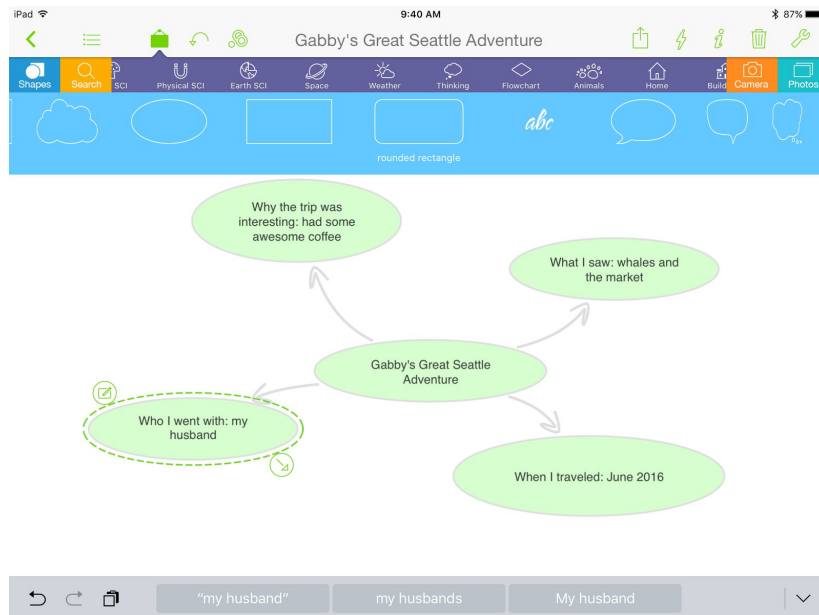 iPad
9:40 AM
87%
Gabby's Great Seattle Adventure
Shapes
Search
SCI
Physical SCI
Earth SCI
Space
Weather
Thinking
Flowchart
Animals
Home
Build
Camera
Photos
abc
rounded rectangle
Why the trip was
interesting: had some
awesome coffee
What I saw: whales and
the market
Gabby's Great Seattle
Adventure
Who I went with: my
husband
When I traveled: June 2016
"my husband"
my husbands
My husband